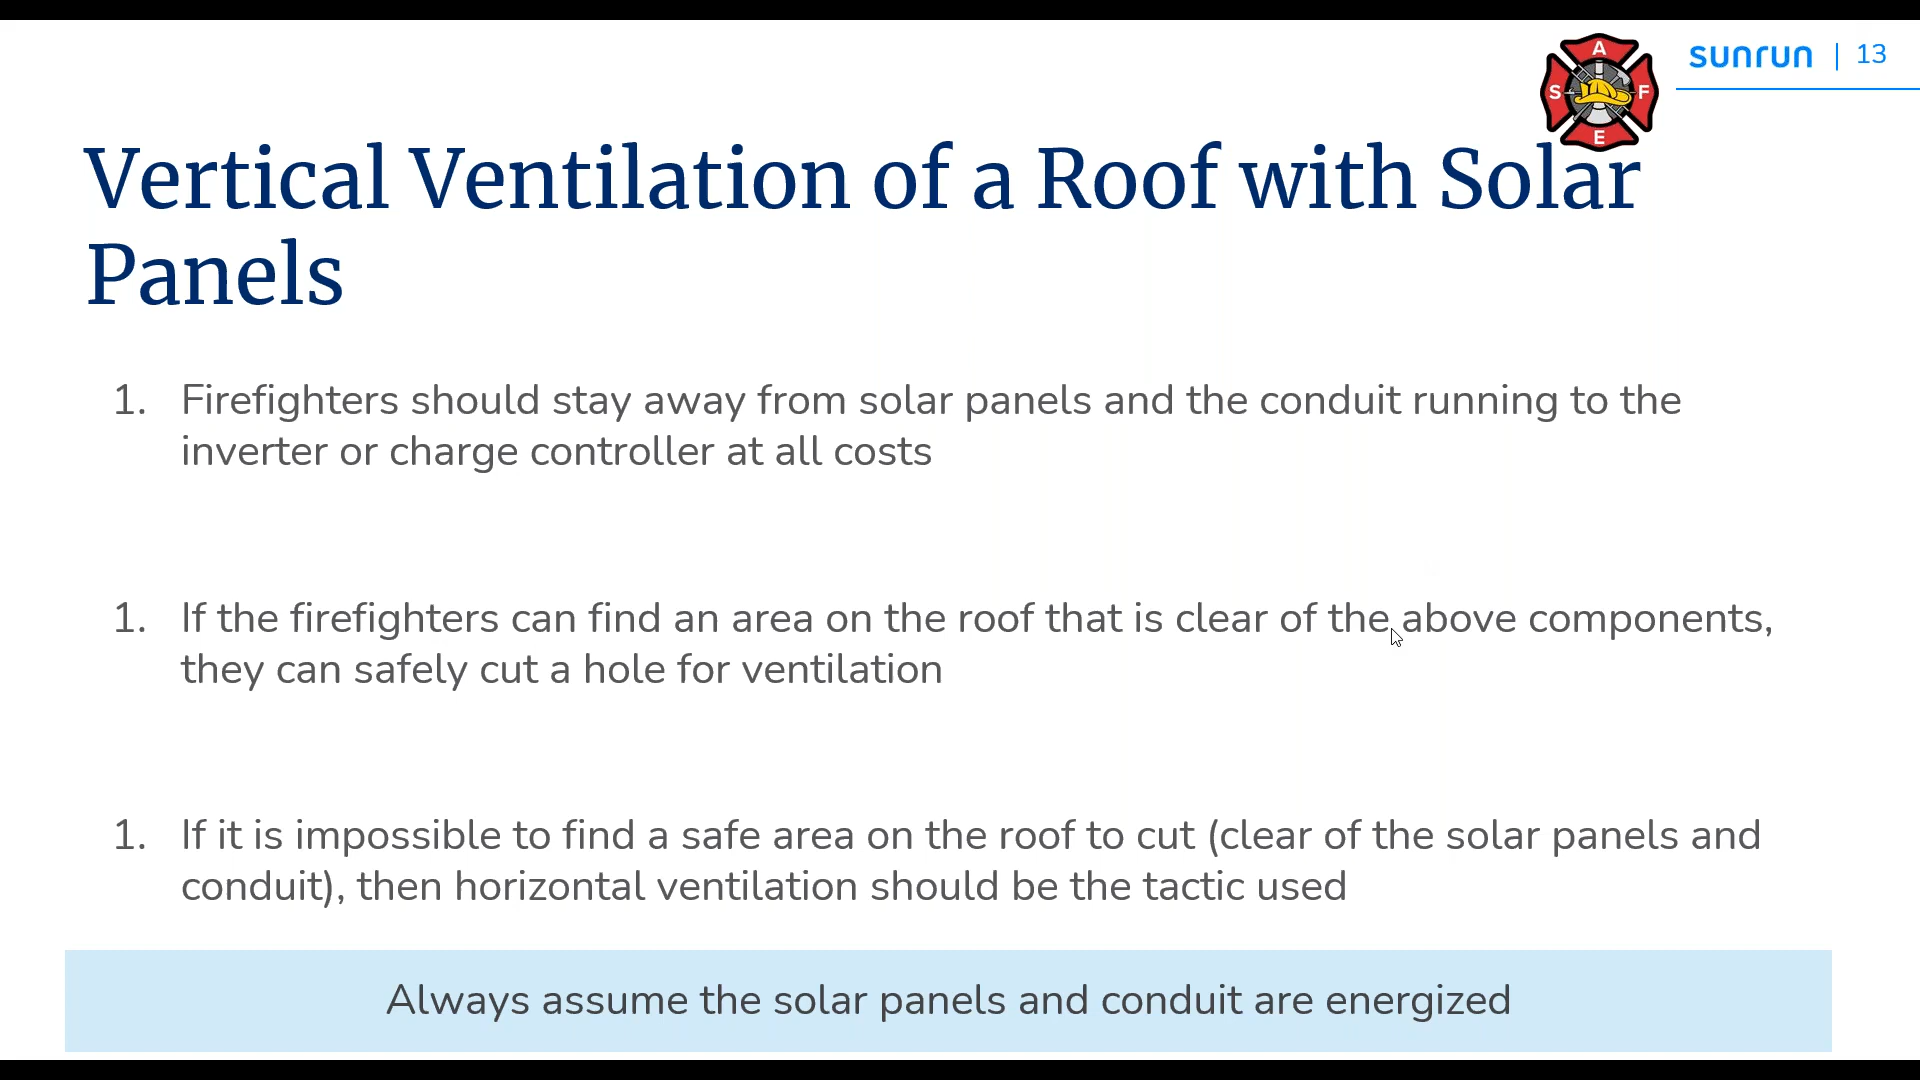 A
S F
E
sunrun | 13
Vertical Ventilation of a Roof with Solar
Panels
1. Firefighters should stay away from solar panels and the conduit running to the
inverter or charge controller at all costs
1. If the firefighters can find an area on the roof that is clear of the above components,
they can safely cut a hole for ventilation
1. If it is impossible to find a safe area on the roof to cut (clear of the solar panels and
conduit), then horizontal ventilation should be the tactic used
Always assume the solar panels and conduit are energized